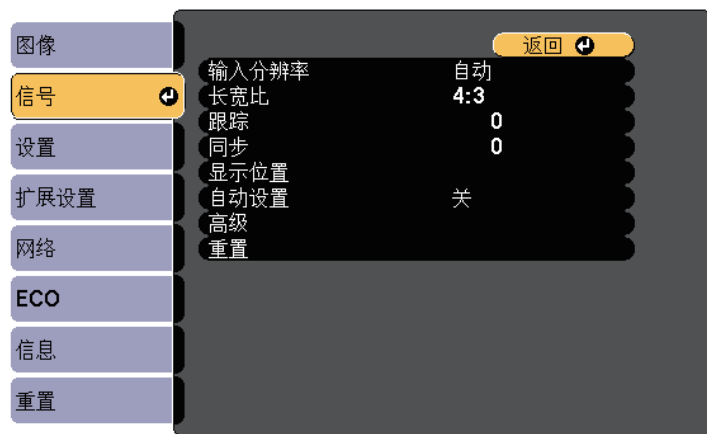 图像
信号
设置
扩展设置
网络
ECO
信息
重置
返回
输入分辨率 自动
长宽比 4:3
跟踪 0
同步 0
显示位置
自动设置 关
高级
重置